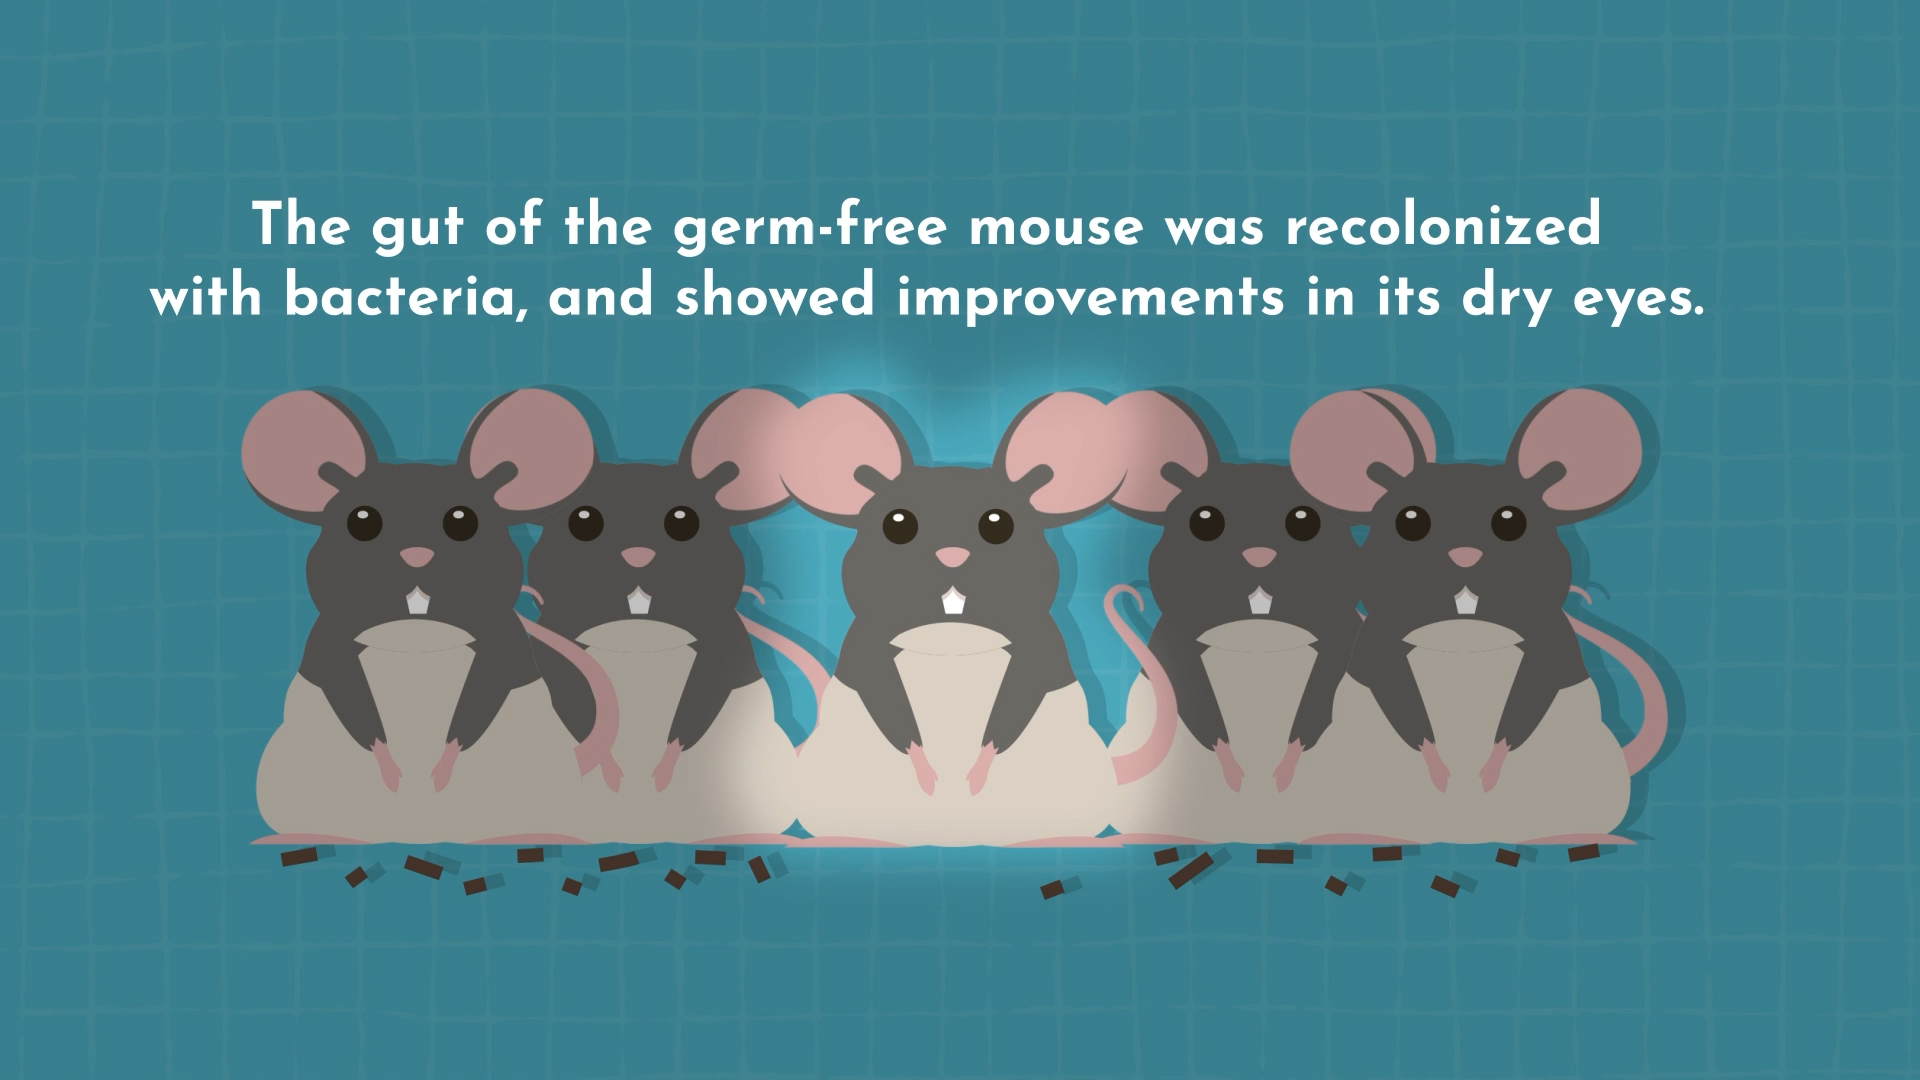 The gut of the germ-free mouse was recolonized
with bacteria, and showed improvements in its dry eyes.